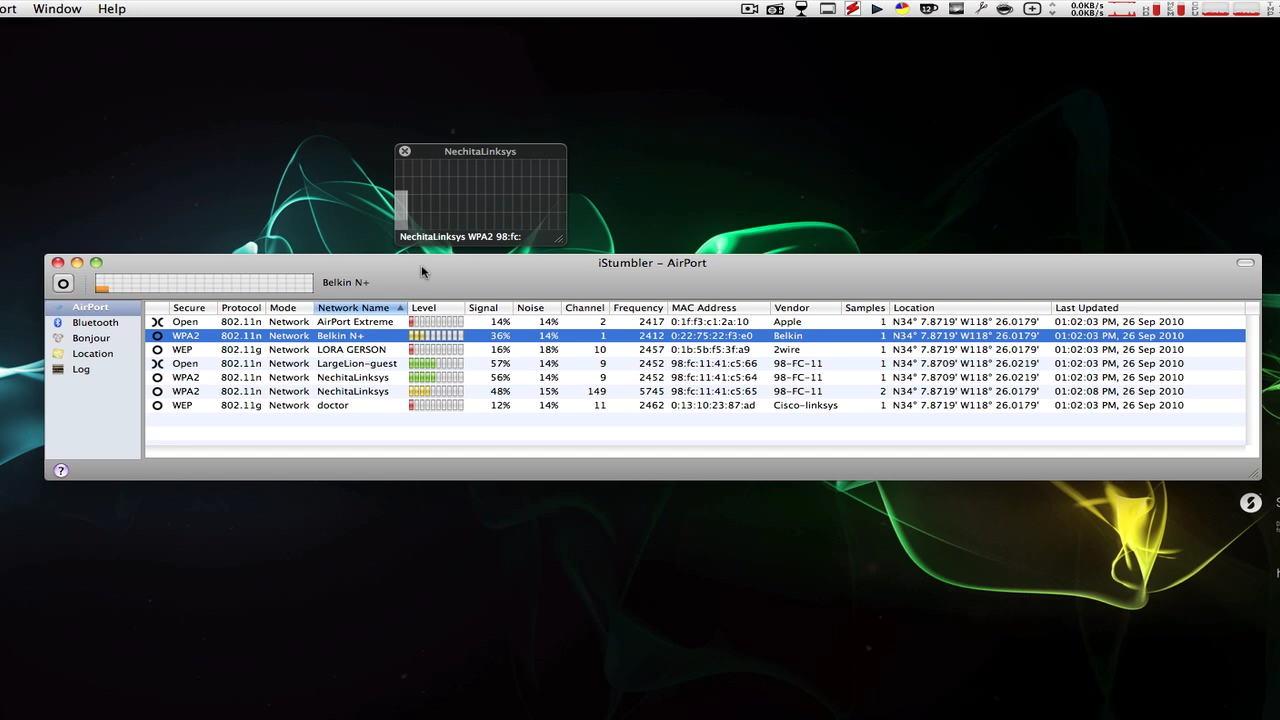 ort Window Help 12 0.0KB/s
0.0KB/s
NechitaLinksys
NechitaLinksys WPA2 98:fc:
iStumbler – AirPort
Belkin N+
AirPort
Bluetooth
Bonjour
Location
Log
Secure Protocol Mode Network Name Level Signal Noise Channel Frequency MAC Address Vendor Samples Location Last Updated
Open 802.11n Network AirPort Extreme 14% 14% 2 2417 0:1f:f3:c1:2a:10 Apple 1 N34° 7.8719' W118° 26.0179' 01:02:03 PM, 26 Sep 2010
WPA2 802.11n Network Belkin N+ 36% 14% 1 2412 0:22:75:22:f3:e0 Belkin 1 N34° 7.8719' W118° 26.0179' 01:02:03 PM, 26 Sep 2010
WEP 802.11g Network LORA GERSON 16% 18% 10 2457 0:1b:5b:f5:3f:a9 2wire 1 N34° 7.8719' W118° 26.0179' 01:02:03 PM, 26 Sep 2010
Open 802.11n Network LargeLion-guest 57% 14% 9 2452 98:fc:11:41:c5:66 98-FC-11 1 N34° 7.8709' W118° 26.0219' 01:02:03 PM, 26 Sep 2010
WPA2 802.11n Network NechitaLinksys 56% 14% 9 2452 98:fc:11:41:c5:64 98-FC-11 1 N34° 7.8719' W118° 26.0179' 01:02:03 PM, 26 Sep 2010
WPA2 802.11n Network NechitaLinksys 48% 15% 149 5745 98:fc:11:41:c5:65 98-FC-11 2 N34° 7.8719' W118° 26.0179' 01:02:08 PM, 26 Sep 2010
WEP 802.11g Network doctor 12% 14% 11 2462 0:13:10:23:87:ad Cisco-linksys 1 N34° 7.8719' W118° 26.0179' 01:02:03 PM, 26 Sep 2010
?